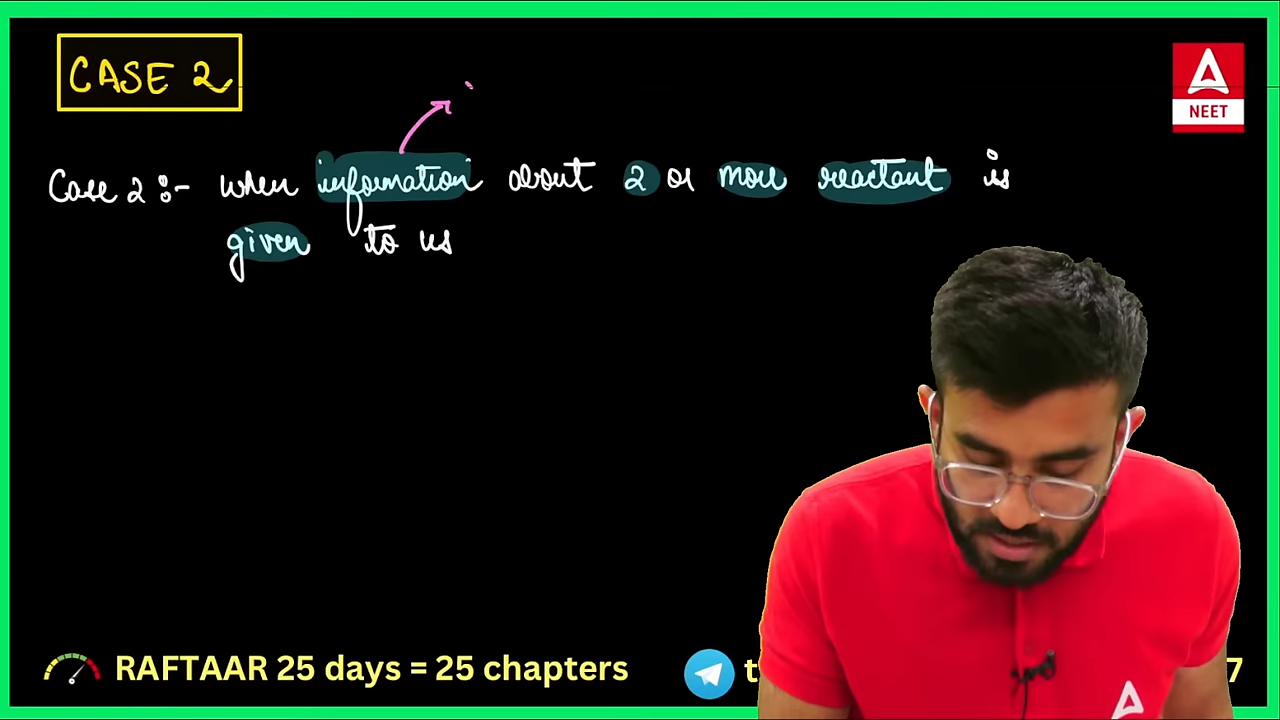 CASE 2
NEET
Case 2 :- when information about 2 or more reactant is
given to us
RAFTAAR 25 days = 25 chapters
7